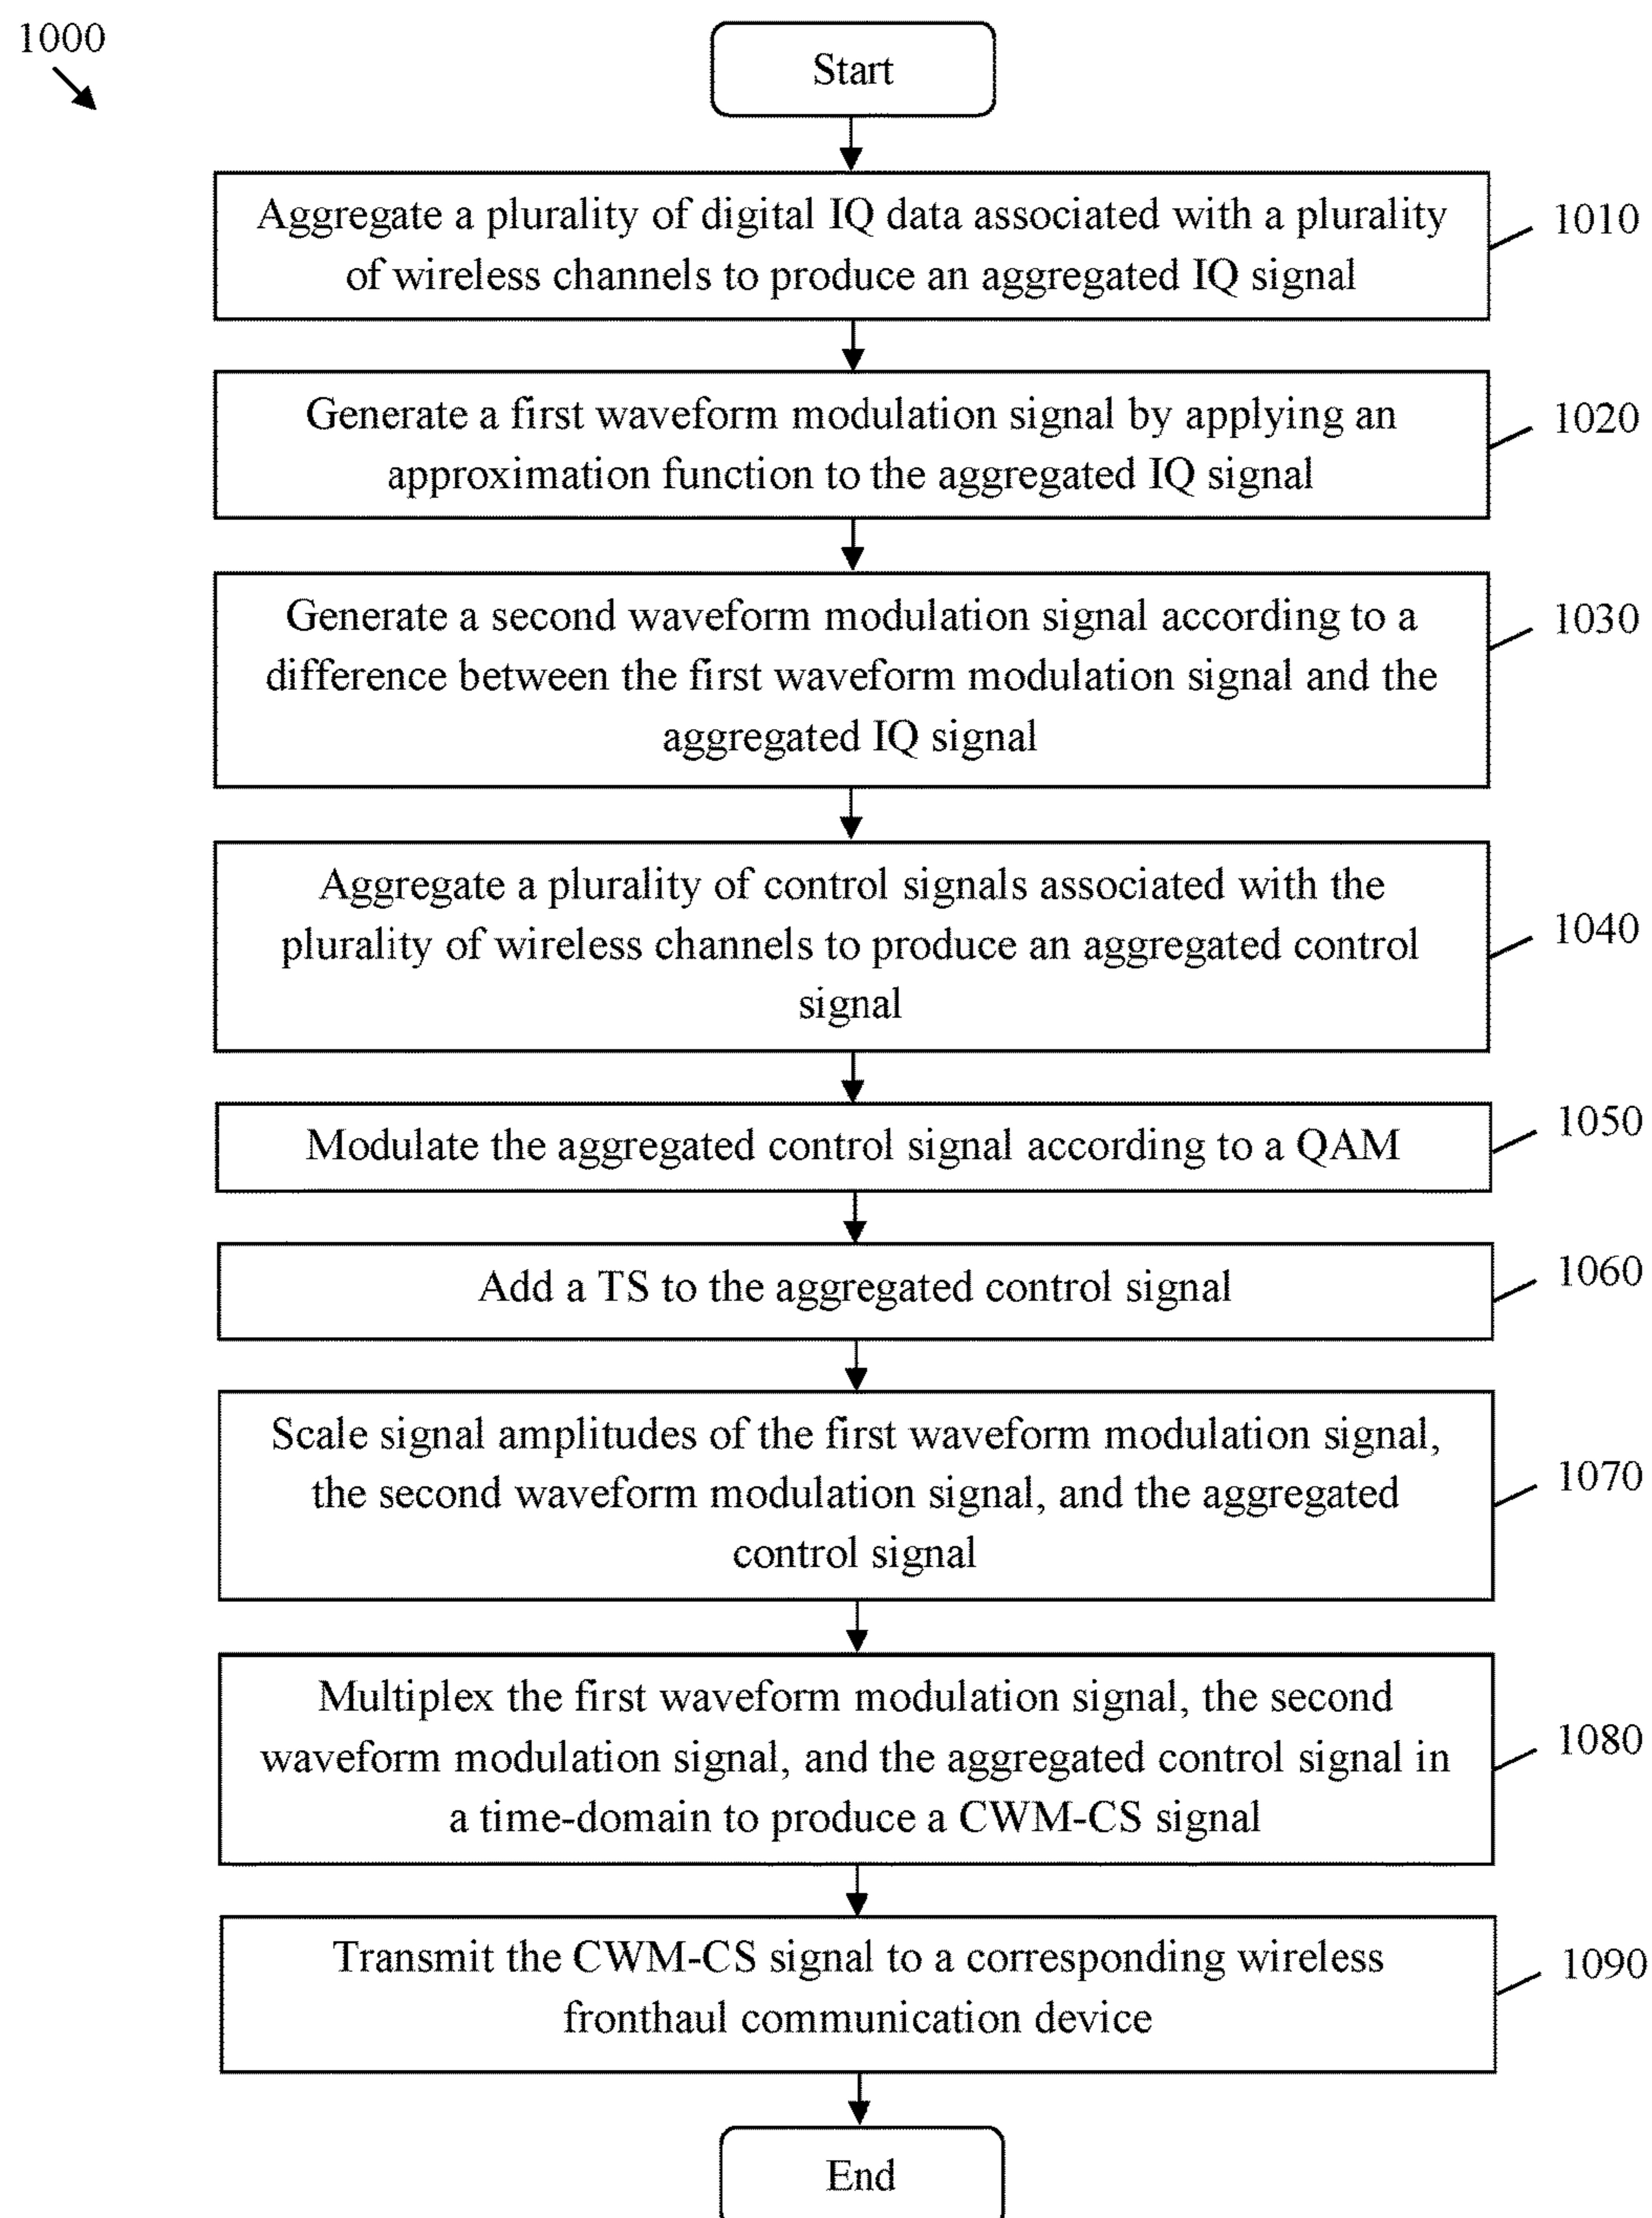 1000
Start
Aggregate a plurality of digital IQ data associated with a plurality
of wireless channels to produce an aggregated IQ signal
1010
Generate a first waveform modulation signal by applying an
approximation function to the aggregated IQ signal
1020
Generate a second waveform modulation signal according to a
difference between the first waveform modulation signal and the
aggregated IQ signal
1030
Aggregate a plurality of control signals associated with the
plurality of wireless channels to produce an aggregated control
signal
1040
Modulate the aggregated control signal according to a QAM
1050
Add a TS to the aggregated control signal
1060
Scale signal amplitudes of the first waveform modulation signal,
the second waveform modulation signal, and the aggregated
control signal
1070
Multiplex the first waveform modulation signal, the second
waveform modulation signal, and the aggregated control signal in
a time-domain to produce a CWM-CS signal
1080
Transmit the CWM-CS signal to a corresponding wireless
fronthaul communication device
1090
End